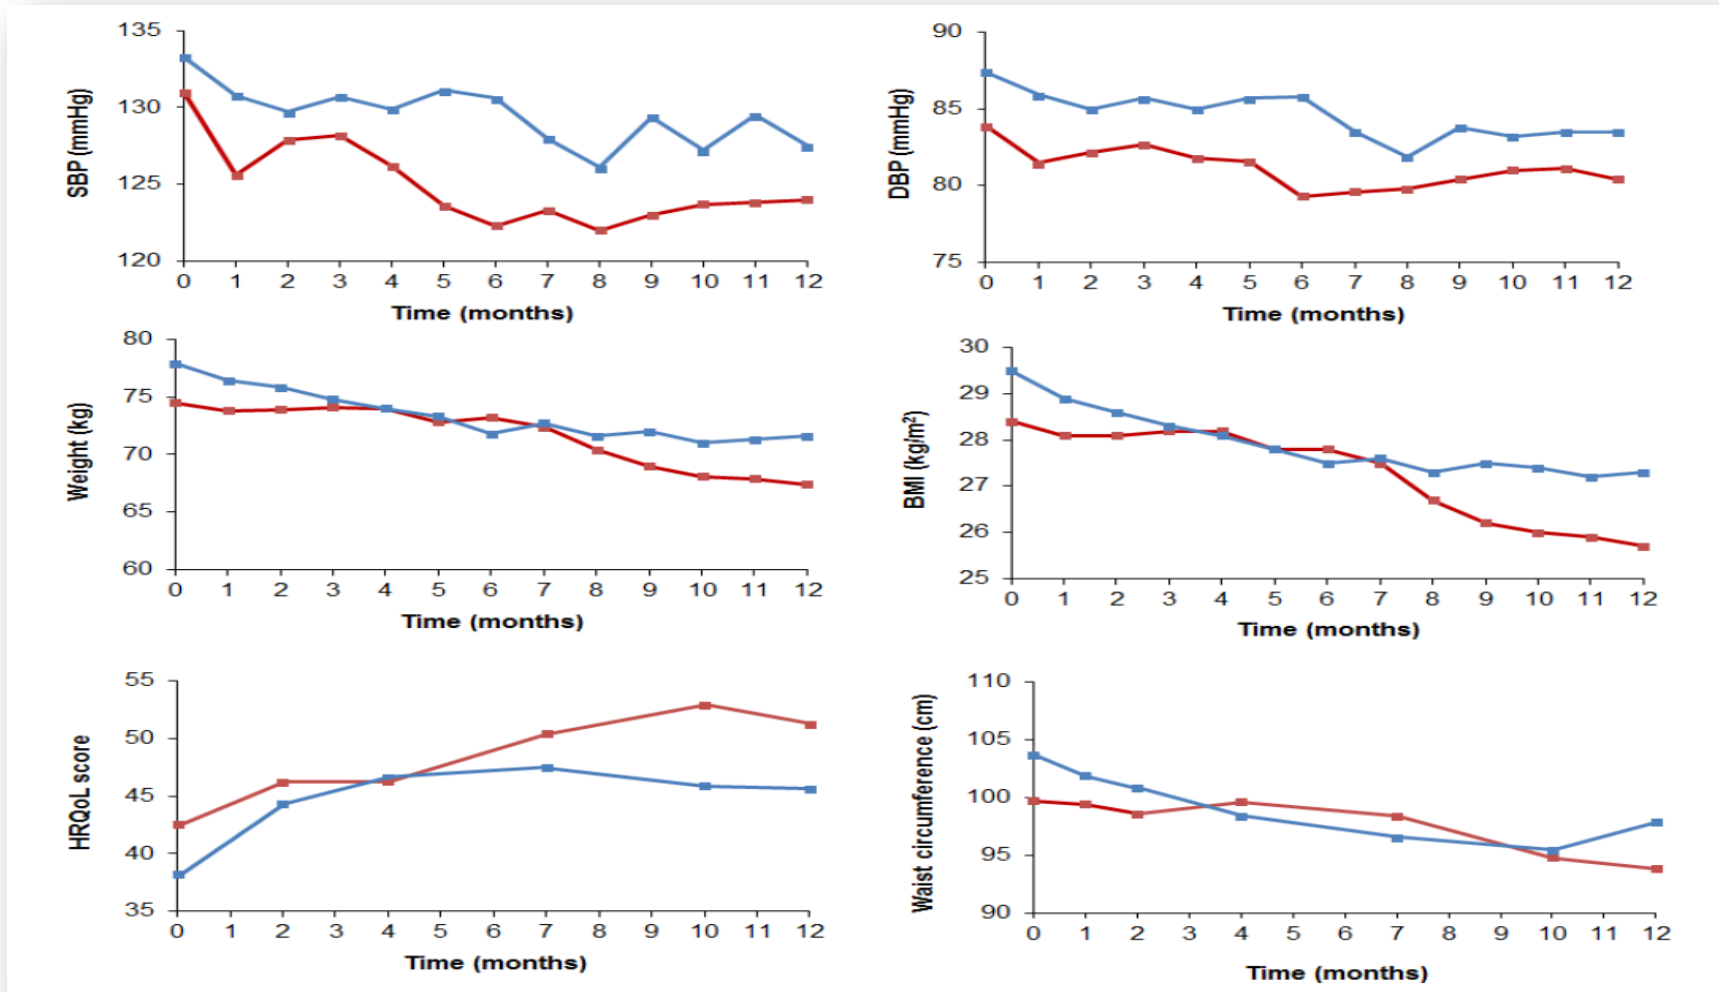 SBP (mmHg)
135
130
125
120
0 1 2 3 4 5 6 7 8 9 10 11 12
Time (months)
DBP (mmHg)
90
85
80
75
0 1 2 3 4 5 6 7 8 9 10 11 12
Time (months)
Weight (kg)
80
75
70
65
60
0 1 2 3 4 5 6 7 8 9 10 11 12
Time (months)
BMI (kg/m²)
30
29
28
27
26
25
0 1 2 3 4 5 6 7 8 9 10 11 12
Time (months)
HRQoL score
55
50
45
40
35
0 1 2 3 4 5 6 7 8 9 10 11 12
Time (months)
Waist circumference (cm)
110
105
100
95
90
0 1 2 3 4 5 6 7 8 9 10 11 12
Time (months)